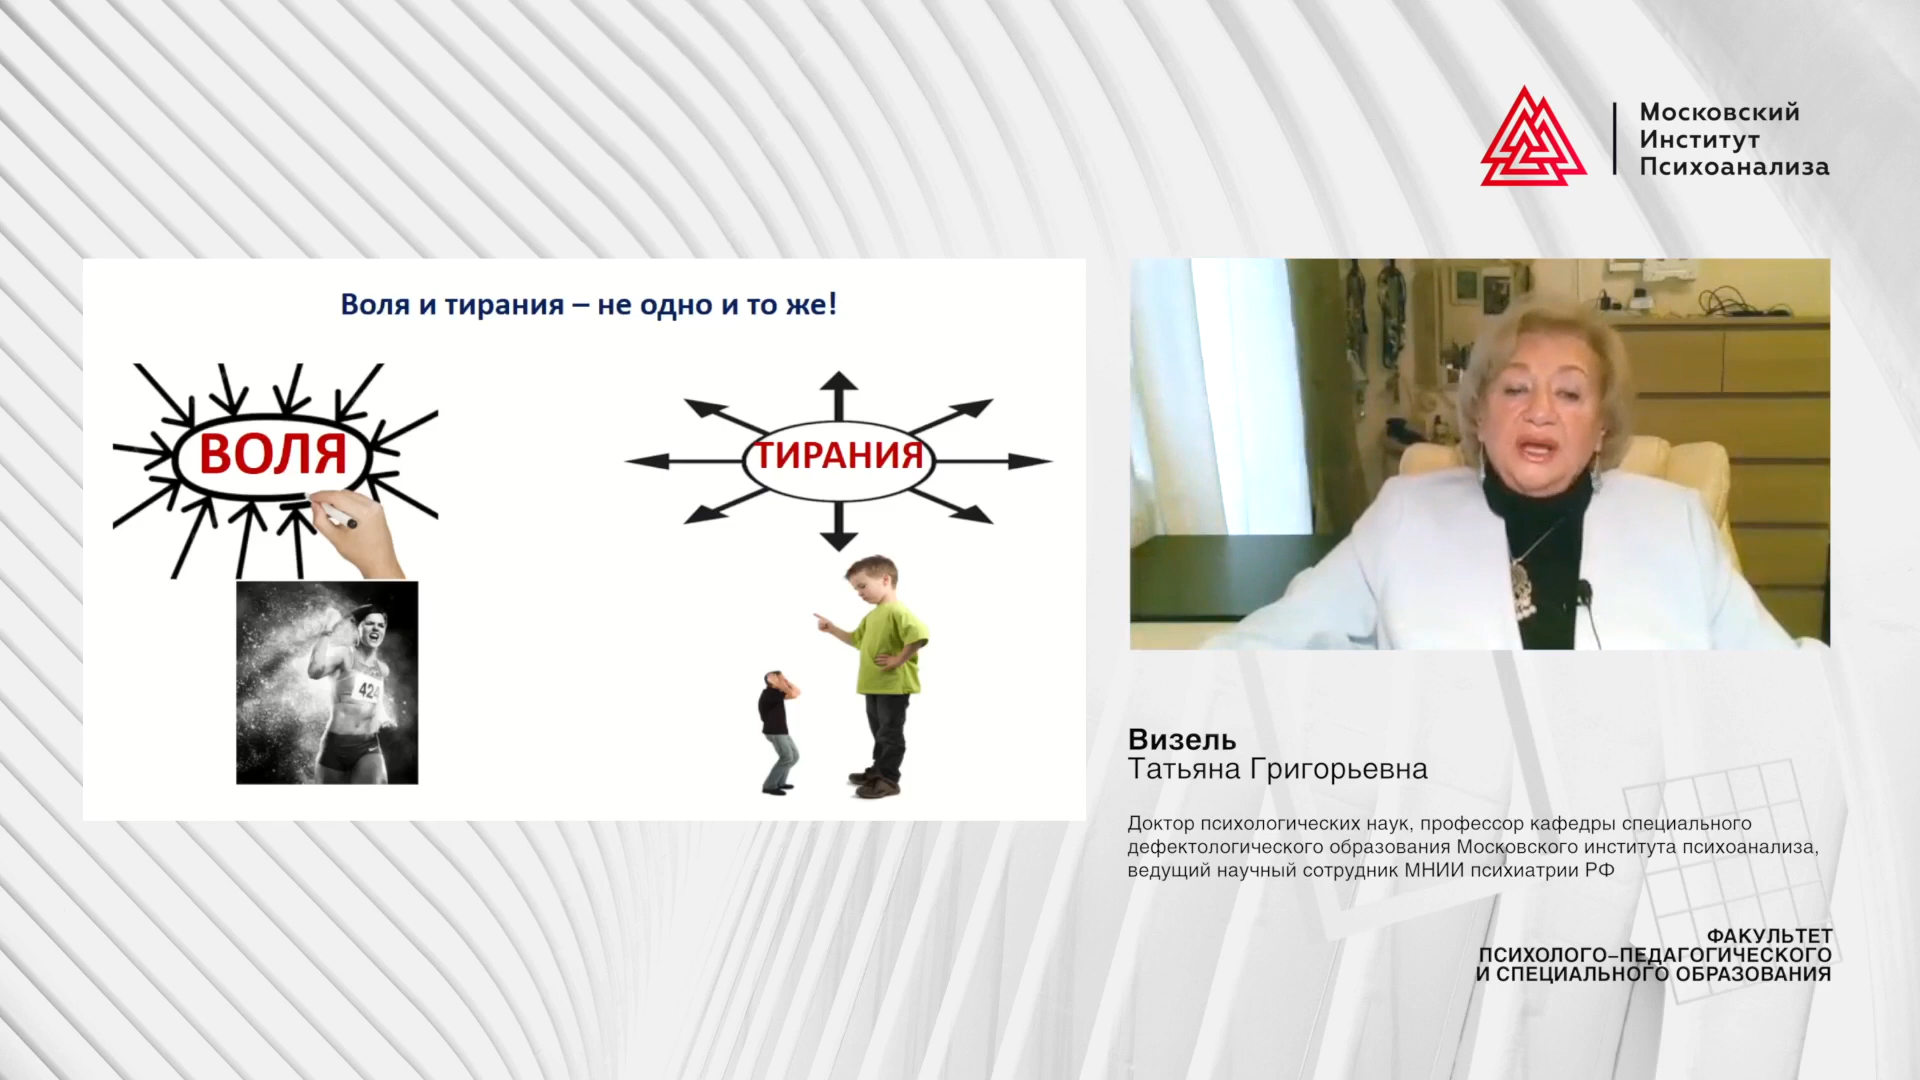 Московский
Институт
Психоанализа
Воля и тирания – не одно и то же!
ВОЛЯ
ТИРАНИЯ
424
Визель
Татьяна Григорьевна
Доктор психологических наук, профессор кафедры специального
дефектологического образования Московского института психоанализа,
ведущий научный сотрудник МНИИ психиатрии РФ
ФАКУЛЬТЕТ
ПСИХОЛОГО–ПЕДАГОГИЧЕСКОГО
И СПЕЦИАЛЬНОГО ОБРАЗОВАНИЯ